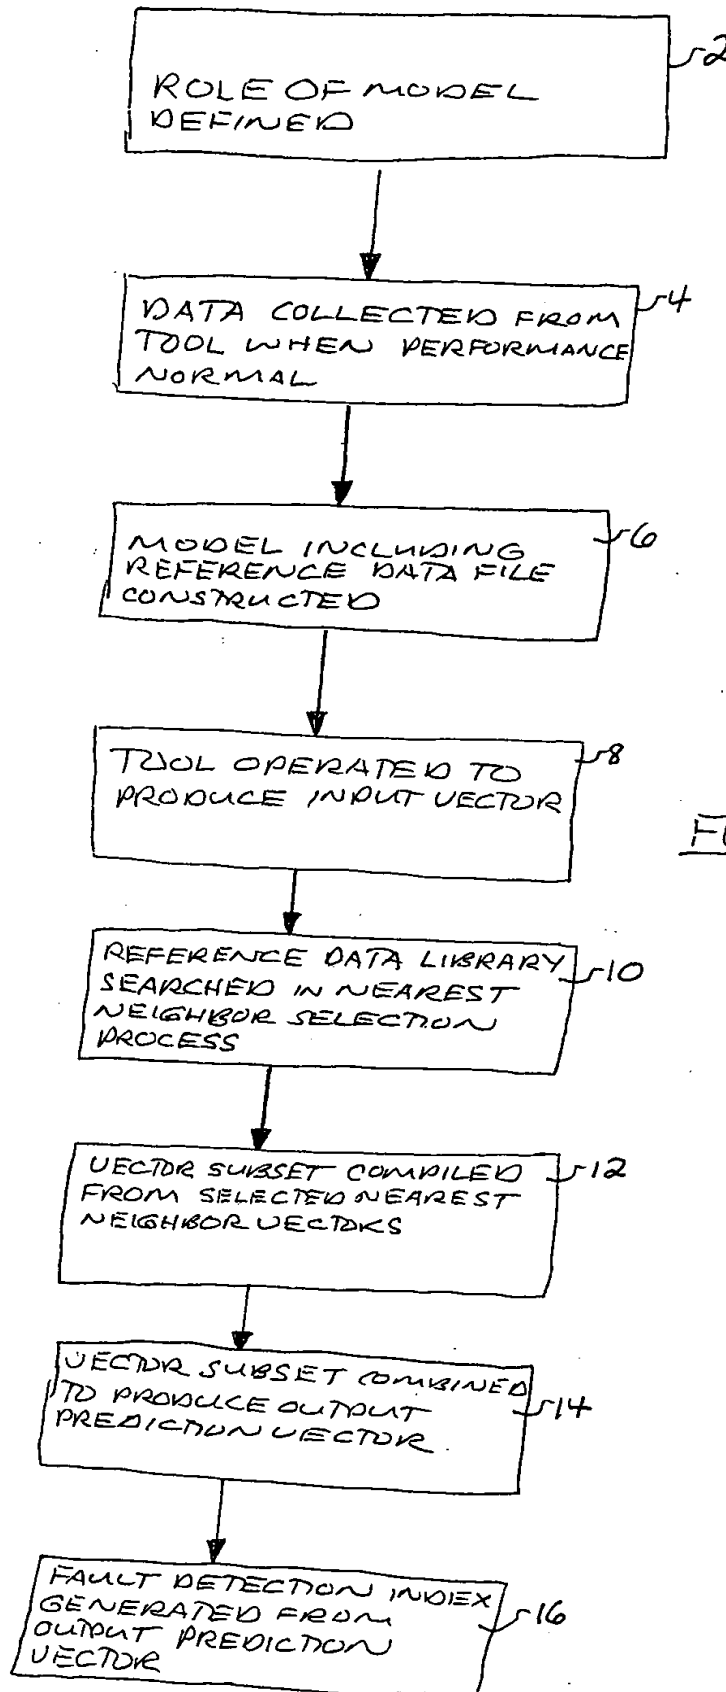 ROLE OF MODEL
DEFINED
2
DATA COLLECTED FROM
TOOL WHEN PERFORMANCE
NORMAL
4
MODEL INCLUDING
REFERENCE DATA FILE
CONSTRUCTED
6
TOOL OPERATED TO
PRODUCE INPUT VECTOR
8
REFERENCE DATA LIBRARY
SEARCHED IN NEAREST
NEIGHBOR SELECTION
PROCESS
10
VECTOR SUBSET COMPILED
FROM SELECTED NEAREST
NEIGHBOR VECTORS
12
VECTOR SUBSET COMBINED
TO PRODUCE OUTPUT
PREDICTION VECTOR.
14
FAULT DETECTION INDEX
GENERATED FROM
OUTPUT PREDICTION
VECTOR
16